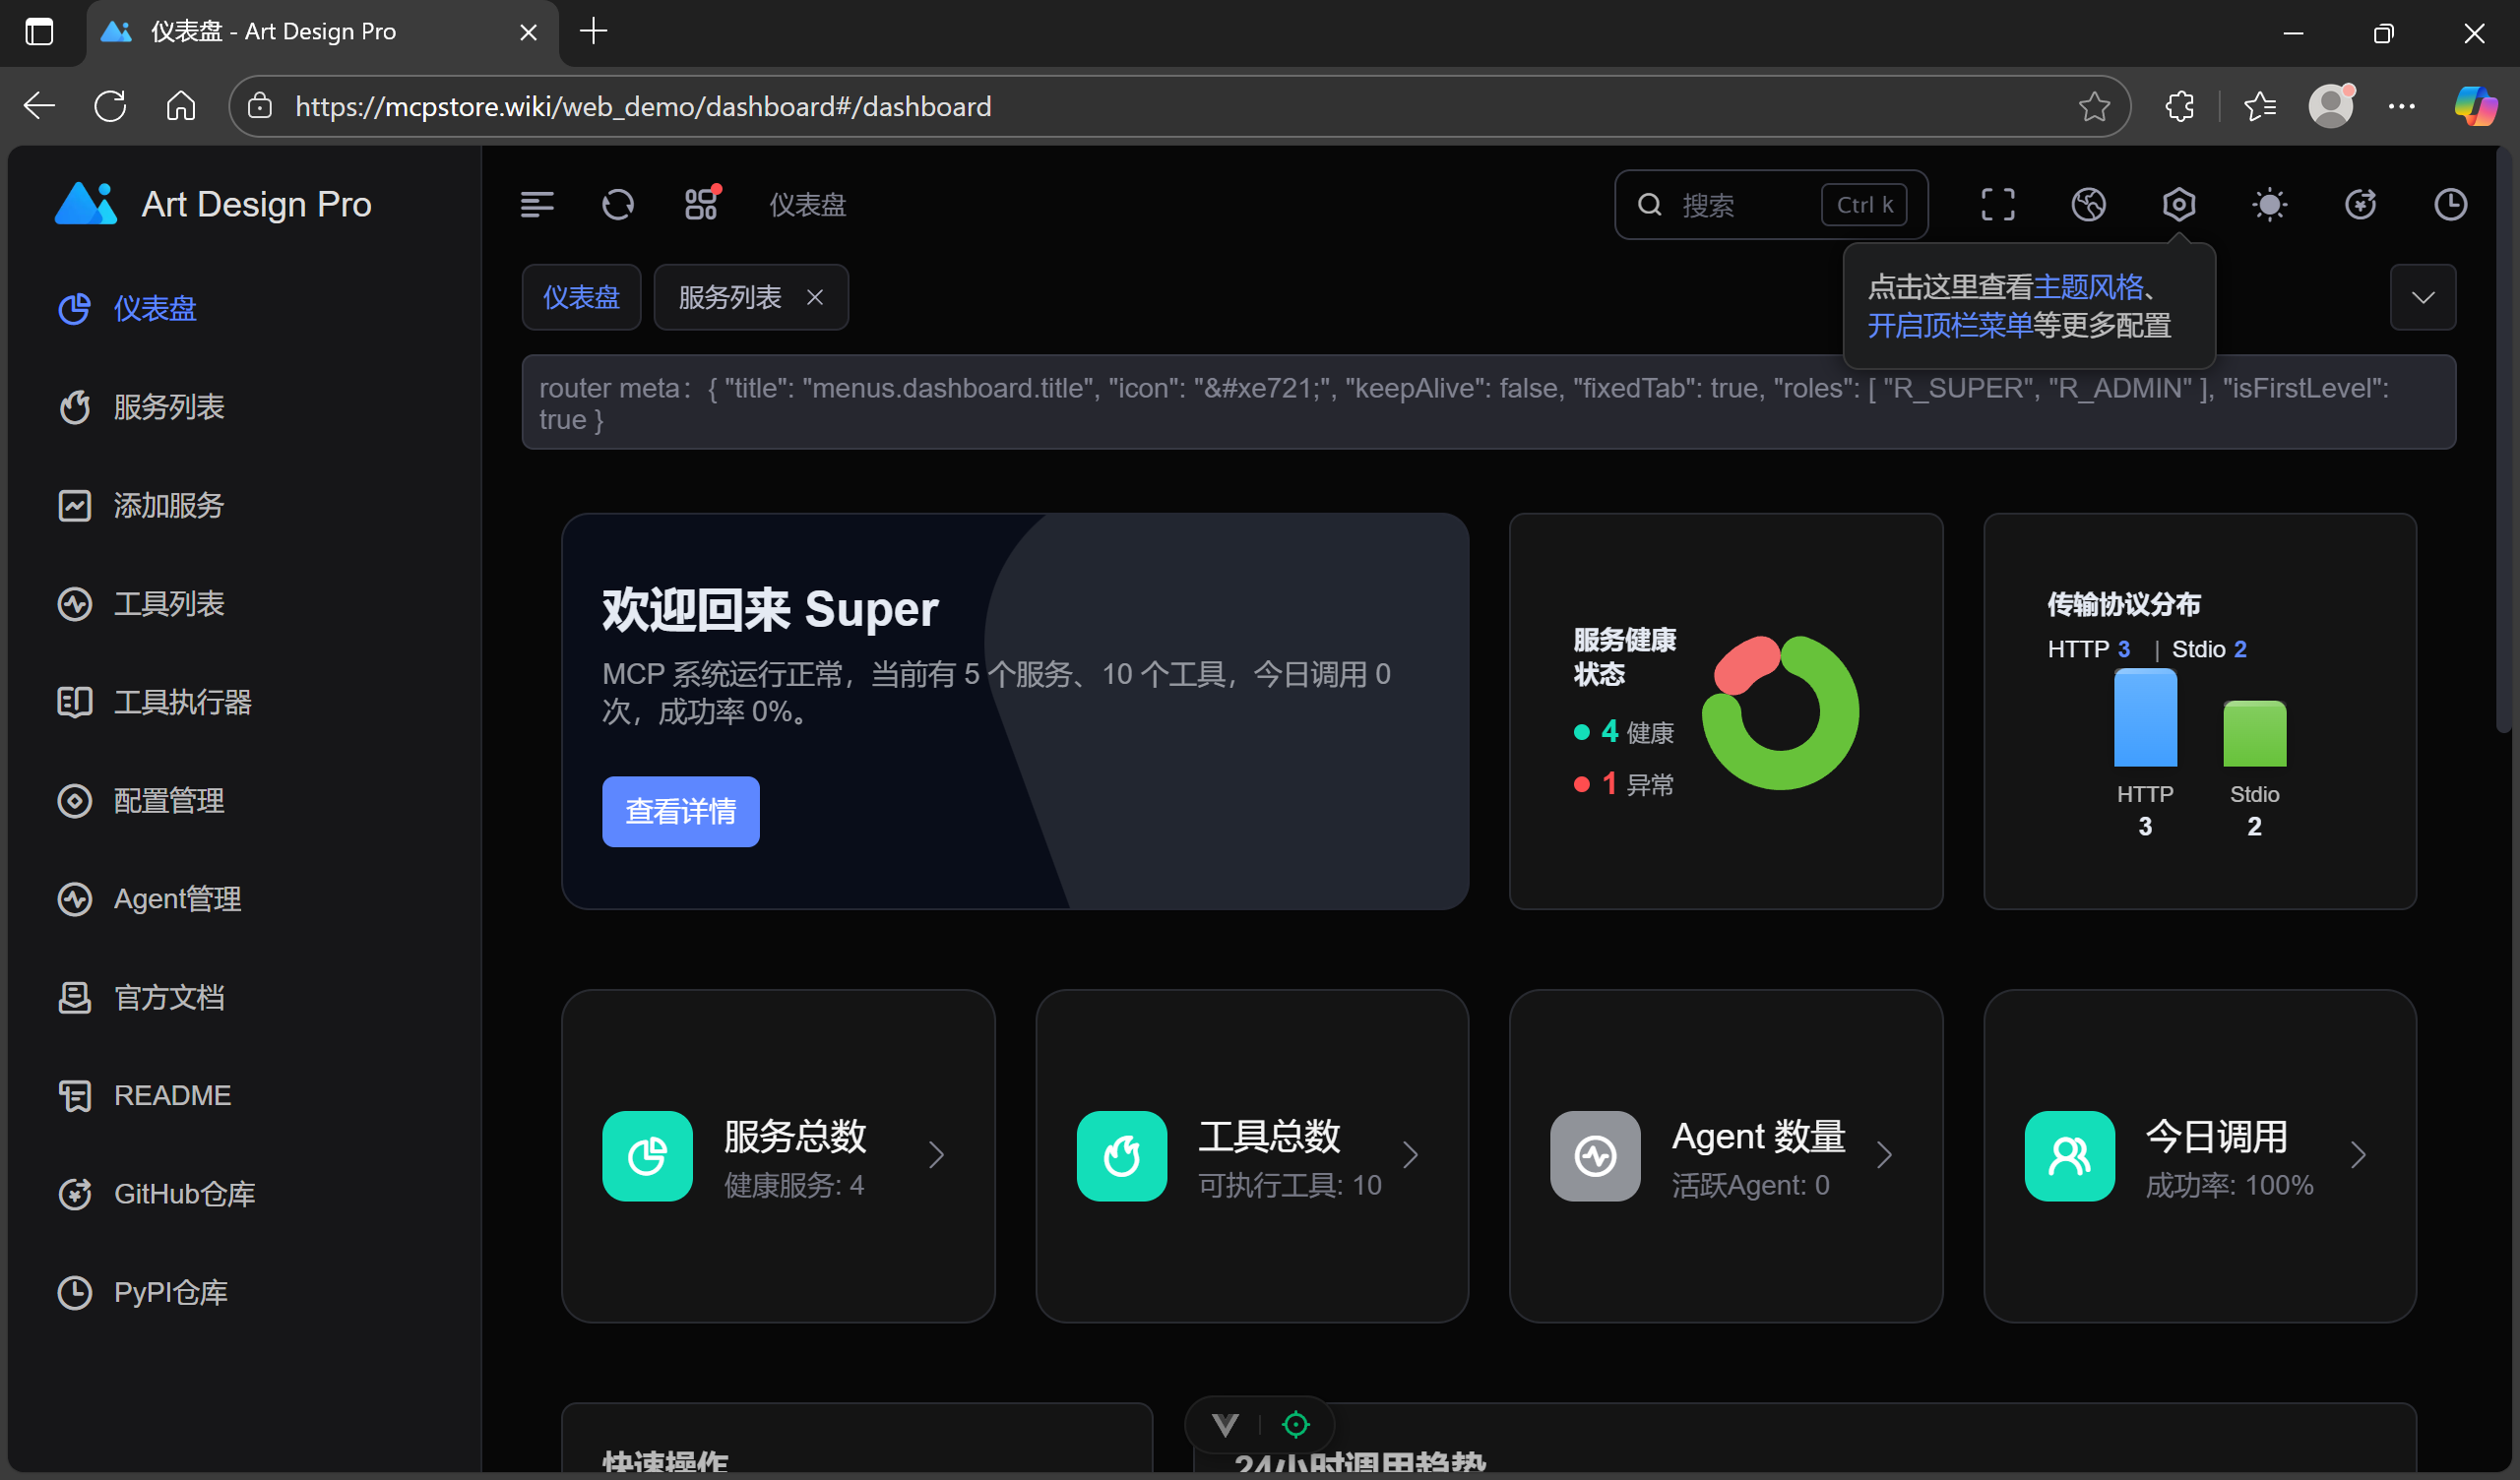 仪表盘 - Art Design Pro
https://mcpstore.wiki/web_demo/dashboard#/dashboard
Art Design Pro
仪表盘
服务列表
添加服务
工具列表
工具执行器
配置管理
Agent管理
官方文档
README
GitHub仓库
PyPI仓库
仪表盘
搜索
Ctrl k
仪表盘
服务列表
点击这里查看主题风格、
开启顶栏菜单等更多配置
router meta：{ "title": "menus.dashboard.title", "icon": "&#xe721;", "keepAlive": false, "fixedTab": true, "roles": [ "R_SUPER", "R_ADMIN" ], "isFirstLevel":
true }
欢迎回来 Super
MCP 系统运行正常，当前有 5 个服务、10 个工具，今日调用 0
次，成功率 0%。
查看详情
服务健康
状态
4 健康
1 异常
传输协议分布
HTTP 3 | Stdio 2
HTTP
3
Stdio
2
服务总数
健康服务: 4
工具总数
可执行工具: 10
Agent 数量
活跃Agent: 0
今日调用
成功率: 100%
快速操作
24小时调用趋势